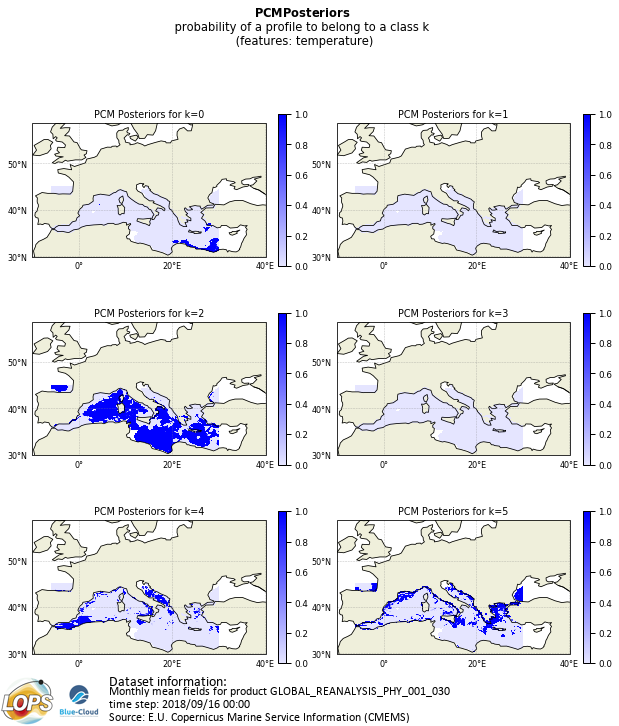 PCMPosteriors
probability of a profile to belong to a class k
(features: temperature)
PCM Posteriors for k=0
50°N
40°N
30°N
0°
20°E
40°E
1.0
0.8
0.6
0.4
0.2
0.0
PCM Posteriors for k=1
50°N
40°N
30°N
0°
20°E
40°E
1.0
0.8
0.6
0.4
0.2
0.0
PCM Posteriors for k=2
50°N
40°N
30°N
0°
20°E
40°E
1.0
0.8
0.6
0.4
0.2
0.0
PCM Posteriors for k=3
50°N
40°N
30°N
0°
20°E
40°E
1.0
0.8
0.6
0.4
0.2
0.0
PCM Posteriors for k=4
50°N
40°N
30°N
0°
20°E
40°E
1.0
0.8
0.6
0.4
0.2
0.0
PCM Posteriors for k=5
50°N
40°N
30°N
0°
20°E
40°E
1.0
0.8
0.6
0.4
0.2
0.0
LOPS
Blue-Cloud
Dataset information:
Monthly mean fields for product GLOBAL_REANALYSIS_PHY_001_030
time step: 2018/09/16 00:00
Source: E.U. Copernicus Marine Service Information (CMEMS)